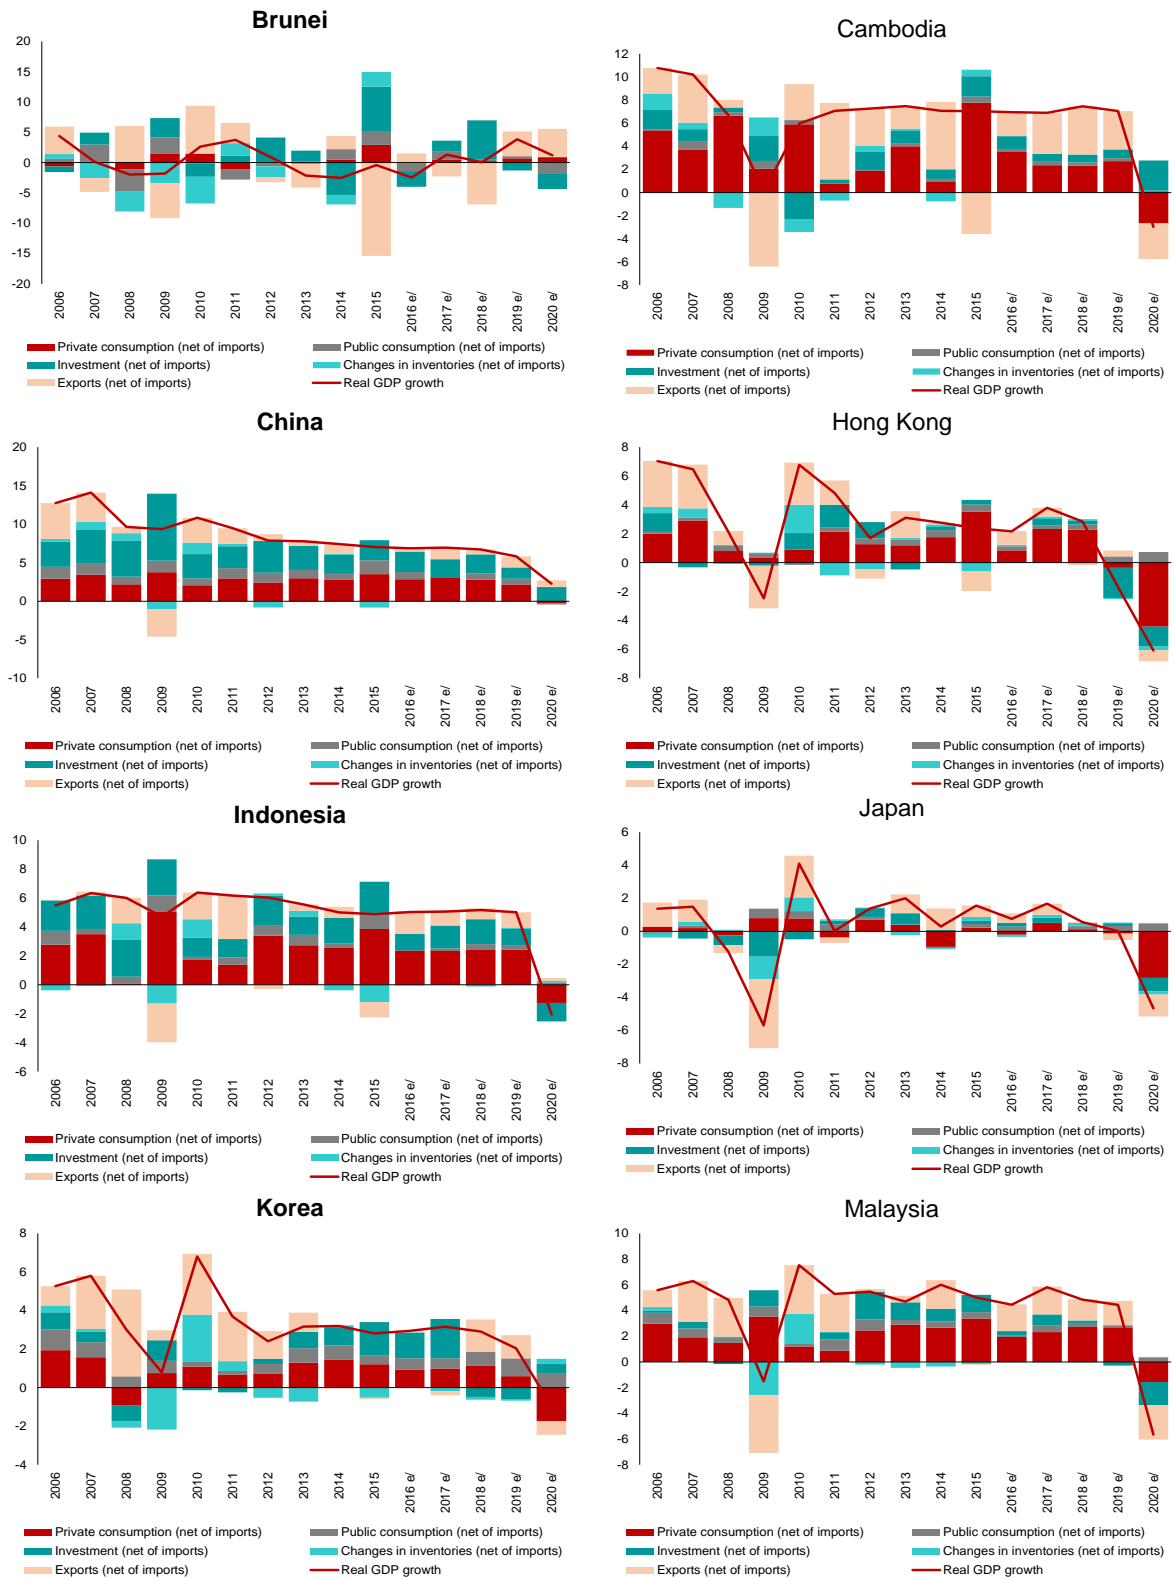 Brunei
20
15
10
5
0
-5
-10
-15
-20
2006 2007 2008 2009 2010 2011 2012 2013 2014 2015 2016 e/ 2017 e/ 2018 e/ 2019 e/ 2020 e/
Private consumption (net of imports) Public consumption (net of imports)
Investment (net of imports) Changes in inventories (net of imports)
Exports (net of imports) Real GDP growth
Cambodia
12
10
8
6
4
2
0
-2
-4
-6
-8
2006 2007 2008 2009 2010 2011 2012 2013 2014 2015 2016 e/ 2017 e/ 2018 e/ 2019 e/ 2020 e/
Private consumption (net of imports) Public consumption (net of imports)
Investment (net of imports) Changes in inventories (net of imports)
Exports (net of imports) Real GDP growth
China
20
15
10
5
0
-5
-10
2006 2007 2008 2009 2010 2011 2012 2013 2014 2015 2016 e/ 2017 e/ 2018 e/ 2019 e/ 2020 e/
Private consumption (net of imports) Public consumption (net of imports)
Investment (net of imports) Changes in inventories (net of imports)
Exports (net of imports) Real GDP growth
Hong Kong
8
6
4
2
0
-2
-4
-6
-8
2006 2007 2008 2009 2010 2011 2012 2013 2014 2015 2016 e/ 2017 e/ 2018 e/ 2019 e/ 2020 e/
Private consumption (net of imports) Public consumption (net of imports)
Investment (net of imports) Changes in inventories (net of imports)
Exports (net of imports) Real GDP growth
Indonesia
10
8
6
4
2
0
-2
-4
-6
2006 2007 2008 2009 2010 2011 2012 2013 2014 2015 2016 e/ 2017 e/ 2018 e/ 2019 e/ 2020 e/
Private consumption (net of imports) Public consumption (net of imports)
Investment (net of imports) Changes in inventories (net of imports)
Exports (net of imports) Real GDP growth
Japan
6
4
2
0
-2
-4
-6
-8
2006 2007 2008 2009 2010 2011 2012 2013 2014 2015 2016 e/ 2017 e/ 2018 e/ 2019 e/ 2020 e/
Private consumption (net of imports) Public consumption (net of imports)
Investment (net of imports) Changes in inventories (net of imports)
Exports (net of imports) Real GDP growth
Korea
8
6
4
2
0
-2
-4
2006 2007 2008 2009 2010 2011 2012 2013 2014 2015 2016 e/ 2017 e/ 2018 e/ 2019 e/ 2020 e/
Private consumption (net of imports) Public consumption (net of imports)
Investment (net of imports) Changes in inventories (net of imports)
Exports (net of imports) Real GDP growth
Malaysia
10
8
6
4
2
0
-2
-4
-6
-8
2006 2007 2008 2009 2010 2011 2012 2013 2014 2015 2016 e/ 2017 e/ 2018 e/ 2019 e/ 2020 e/
Private consumption (net of imports) Public consumption (net of imports)
Investment (net of imports) Changes in inventories (net of imports)
Exports (net of imports) Real GDP growth